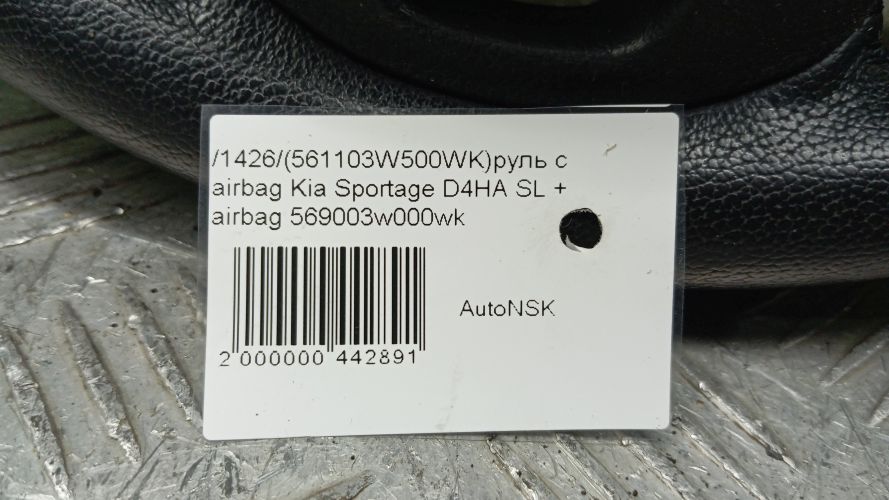 /1426/(561103W500WK)руль с
airbag Kia Sportage D4HA SL +
airbag 569003w000wk
AutoNSK
2 000000 442891